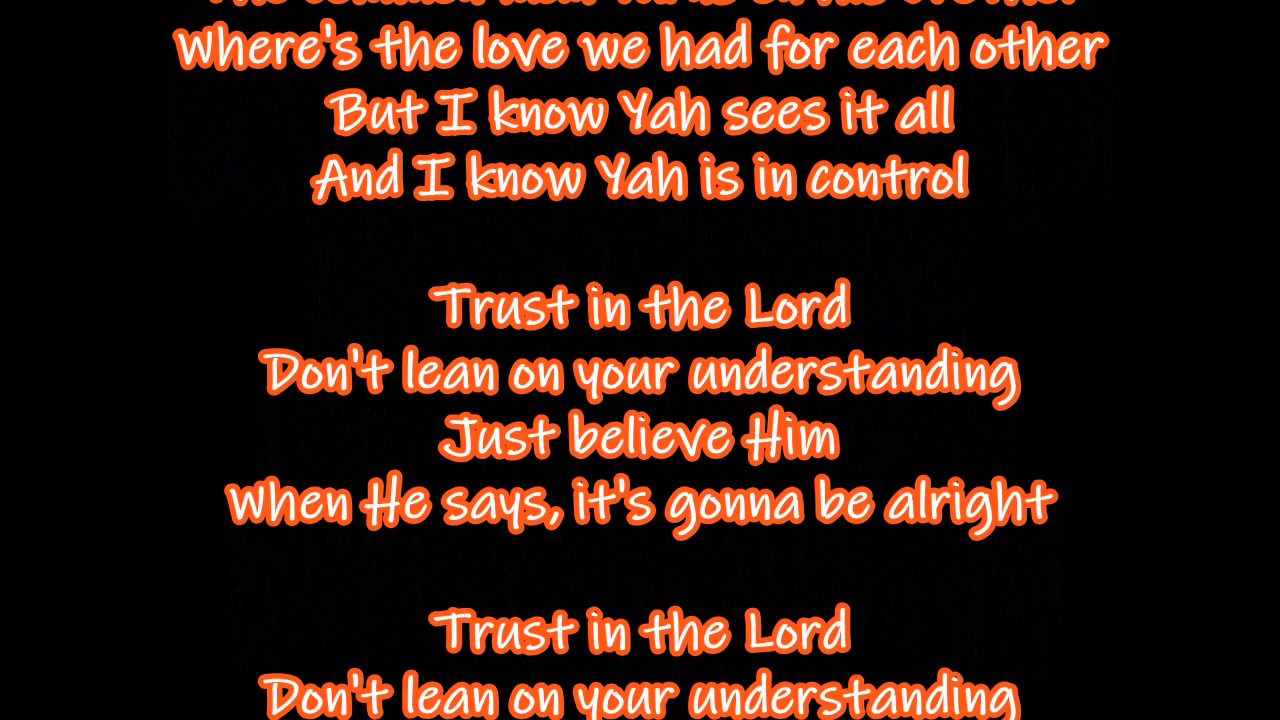 Where's the love we had for each other
But I know Yah sees it all
And I know Yah is in control
Trust in the Lord
Don't lean on your understanding
Just believe Him
When He says, it's gonna be alright
Trust in the Lord
Don't lean on your understanding